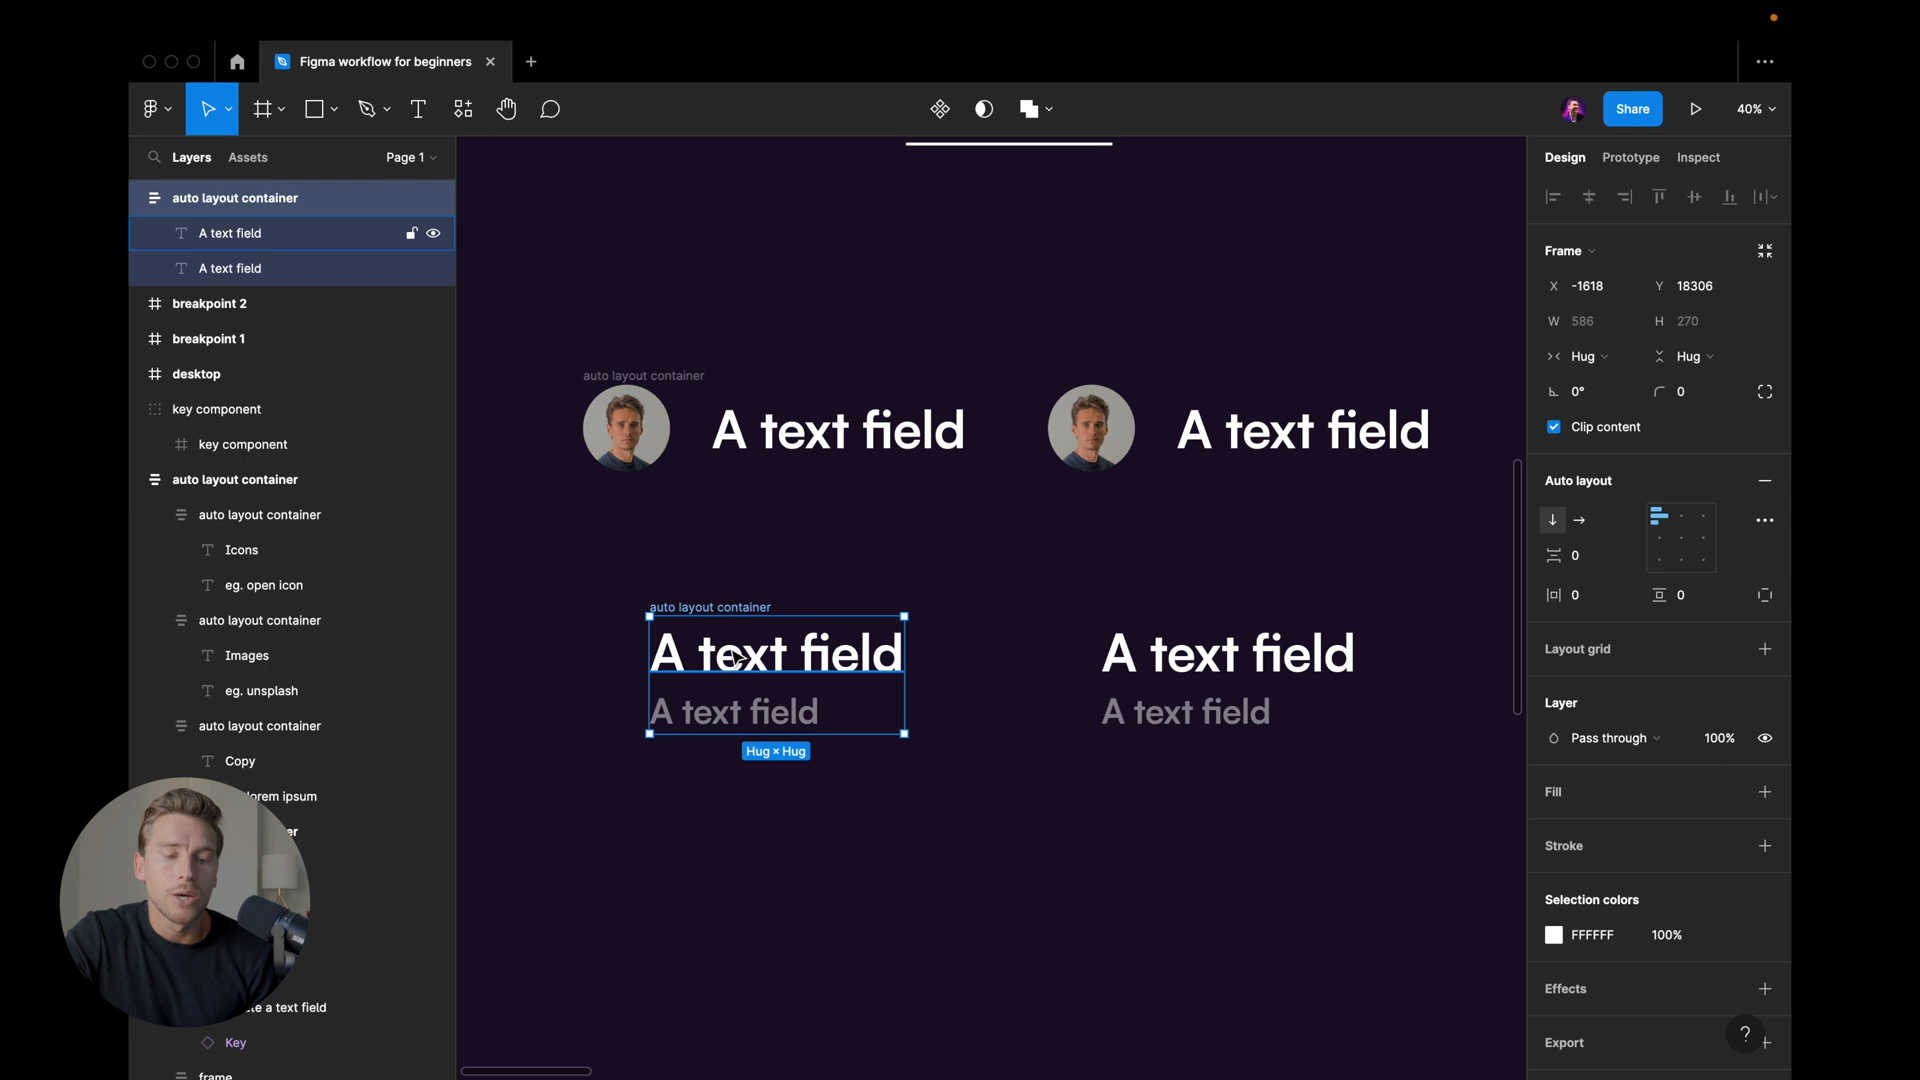 Figma workflow for beginners
Share
40%
Layers
Assets
Page 1
auto layout container
A text field
A text field
breakpoint 2
breakpoint 1
desktop
key component
key component
auto layout container
auto layout container
Icons
eg. open icon
auto layout container
Images
eg. unsplash
auto layout container
Copy
lorem ipsum
er
te a text field
Key
frame
auto layout container
A text field
A text field
auto layout container
A text field
A text field
Hug × Hug
A text field
A text field
Design
Prototype
Inspect
Frame
X -1618 Y 18306
W 586 H 270
Hug Hug
0° 0
Clip content
Auto layout
0
0 0
Layout grid
Layer
Pass through 100%
Fill
Stroke
Selection colors
FFFFFF 100%
Effects
Export
?